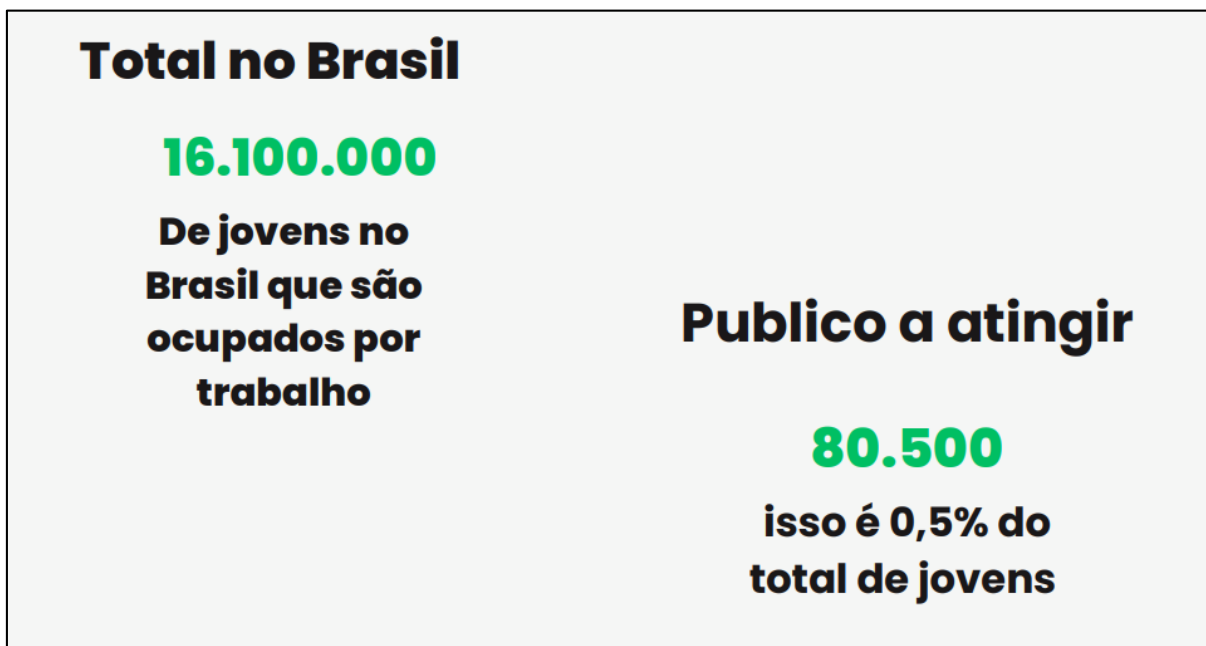 Total no Brasil
16.100.000
De jovens no
Brasil que são
ocupados por
trabalho
Publico a atingir
80.500
isso é 0,5% do
total de jovens